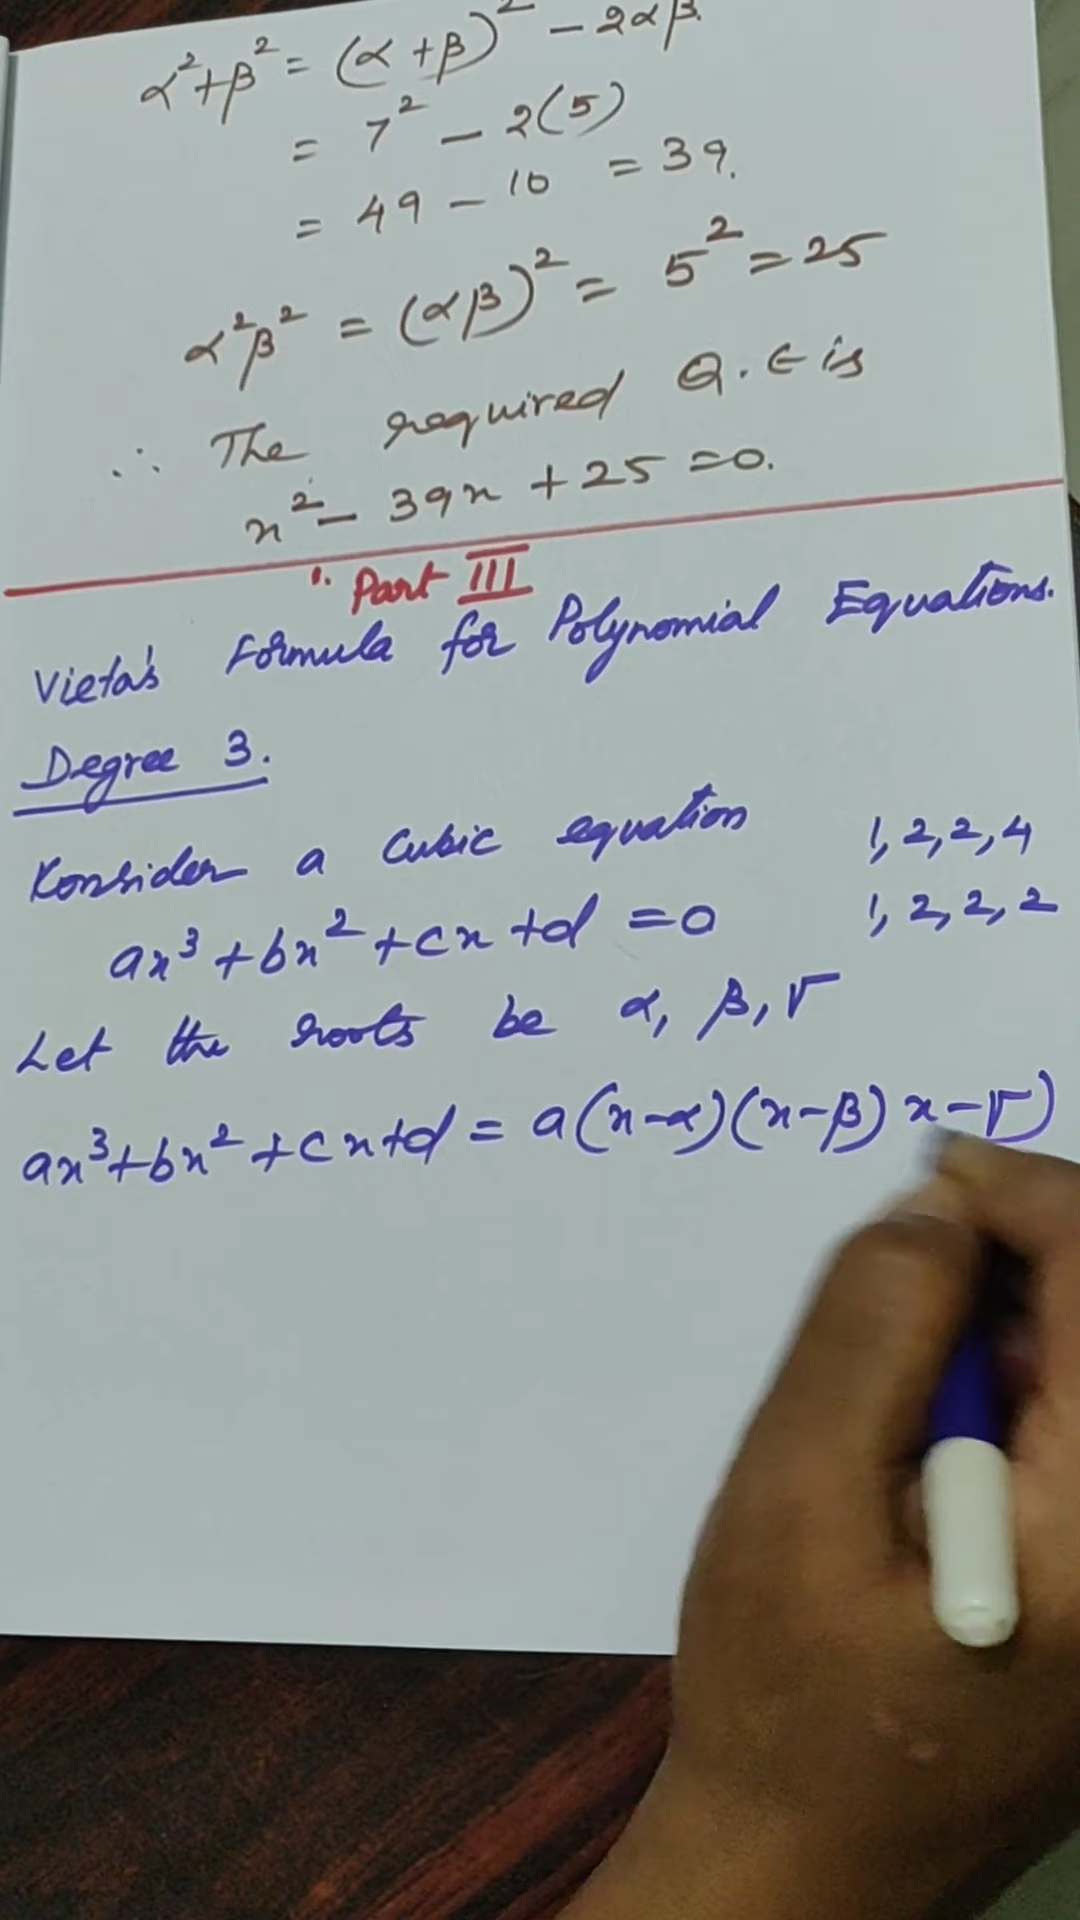 α²+β² = (α+β)² - 2αβ.
= 7² - 2(5)
= 49 - 10 = 39.
α²β² = (αβ)² = 5² = 25
∴ The required Q.E is
x² - 39x + 25 = 0.
Part III
Vieta's Formula for Polynomial Equations.
Degree 3.
Konsider a Cubic equation
1, 2, 2, 4
ax³ + bx² + cx + d = 0
1, 2, 2, 2
Let the roots be α, β, γ
ax³+bx²+cx+d = a(x-α)(x-β) x-γ)